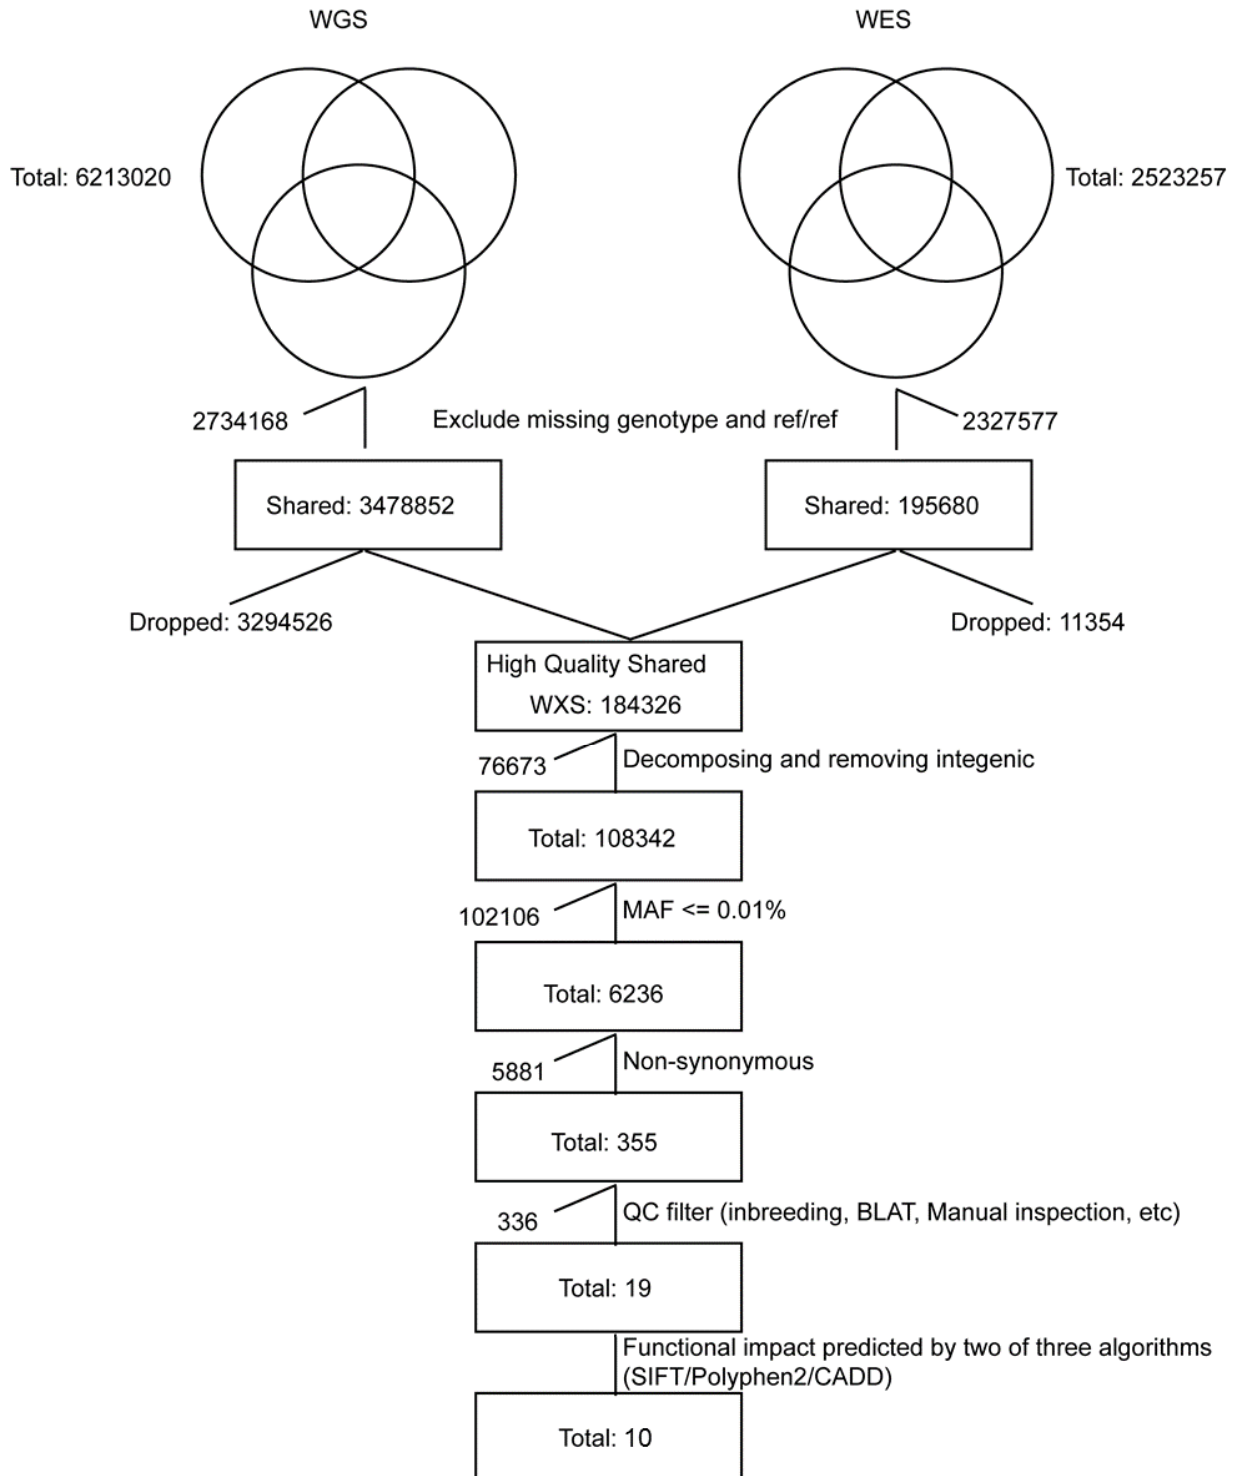 WGS
WES
Total: 6213020
Total: 2523257
2734168
Exclude missing genotype and ref/ref
2327577
Shared: 3478852
Shared: 195680
Dropped: 3294526
Dropped: 11354
High Quality Shared
WXS: 184326
76673
Decomposing and removing integenic
Total: 108342
102106
MAF <= 0.01%
Total: 6236
5881
Non-synonymous
Total: 355
336
QC filter (inbreeding, BLAT, Manual inspection, etc)
Total: 19
Functional impact predicted by two of three algorithms
(SIFT/Polyphen2/CADD)
Total: 10